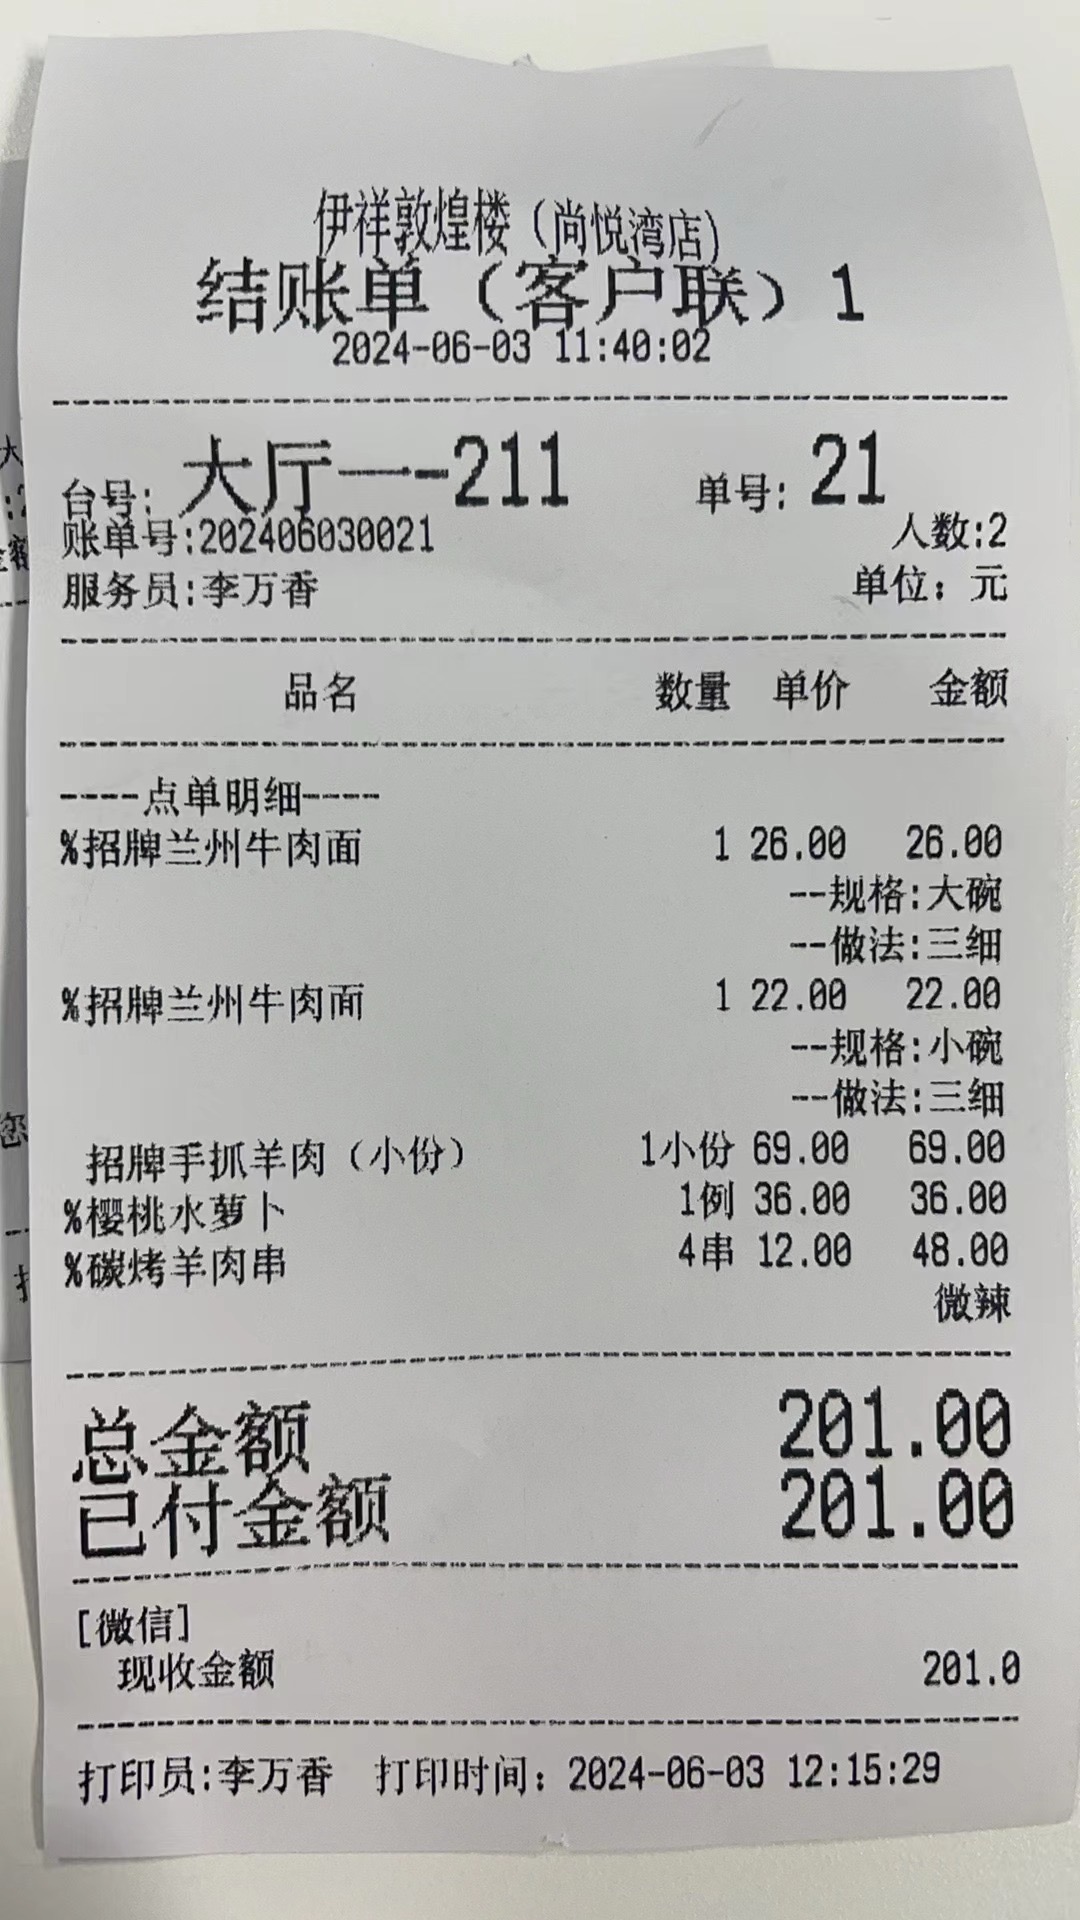 伊祥敦煌楼（尚悦湾店）
结账单（客户联）1
2024-06-03 11:40:02
台号: 大厅一-211 单号: 21
账单号:202406030021 人数:2
服务员:李万香 单位：元
品名 数量 单价 金额
----点单明细----
%招牌兰州牛肉面 1 26.00 26.00
--规格:大碗
--做法:三细
%招牌兰州牛肉面 1 22.00 22.00
--规格:小碗
--做法:三细
招牌手抓羊肉（小份） 1小份 69.00 69.00
%樱桃水萝卜 1例 36.00 36.00
%碳烤羊肉串 4串 12.00 48.00
微辣
总金额 201.00
已付金额 201.00
[微信]
现收金额 201.0
打印员:李万香 打印时间：2024-06-03 12:15:29